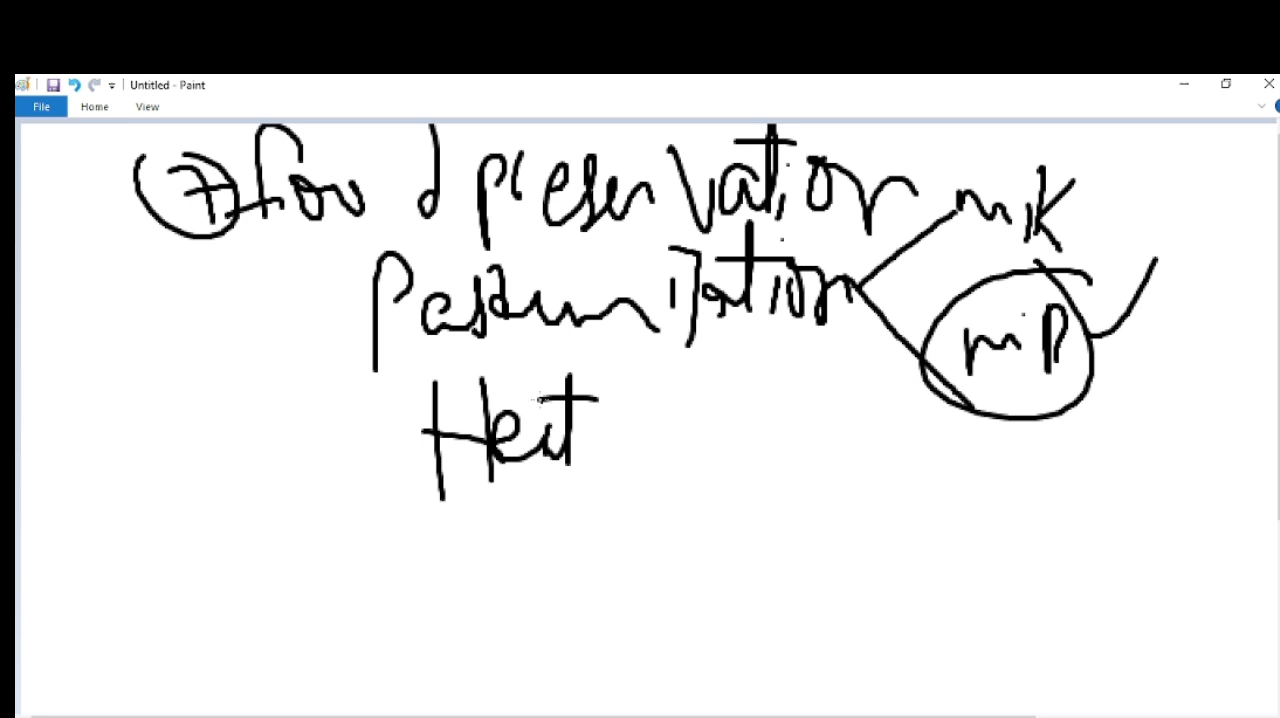 Untitled - Paint
File Home View
7 Food preservation
mk
Pasteurization
mp
Heat